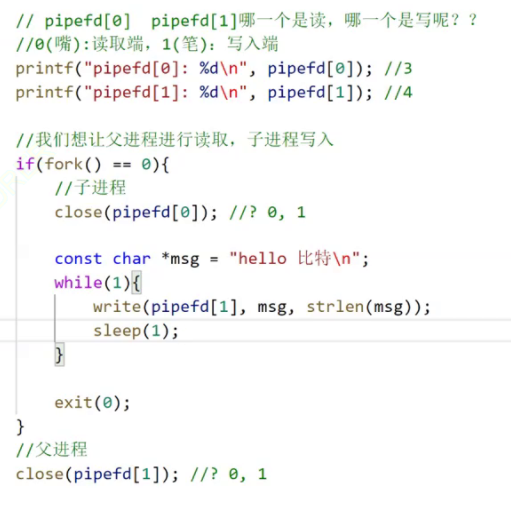 // pipefd[0]  pipefd[1]哪一个是读，哪一个是写呢？？
//0(嘴):读取端，1(笔)：写入端
printf("pipefd[0]: %d\n", pipefd[0]); //3
printf("pipefd[1]: %d\n", pipefd[1]); //4
//我们想让父进程进行读取，子进程写入
if(fork() == 0){
//子进程
close(pipefd[0]); //? 0, 1
const char *msg = "hello 比特\n";
while(1){
write(pipefd[1], msg, strlen(msg));
sleep(1);
}
exit(0);
}
//父进程
close(pipefd[1]); //? 0, 1